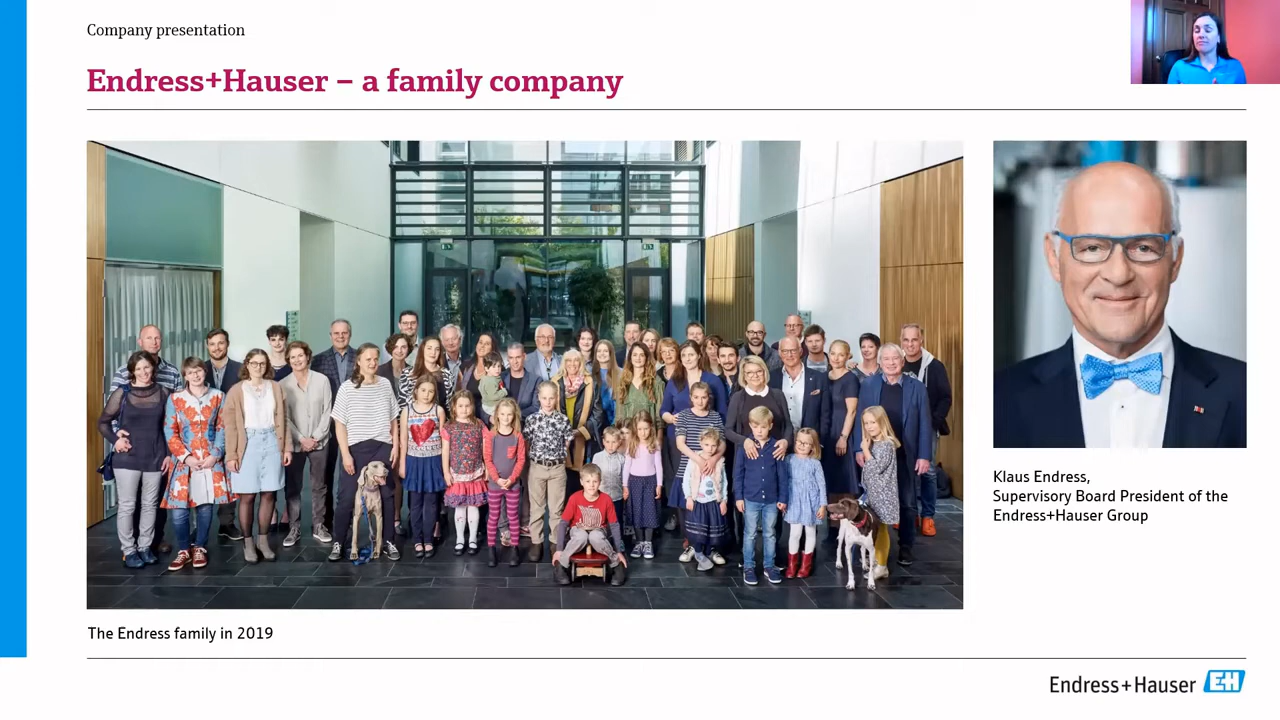 Company presentation
Endress+Hauser – a family company
Klaus Endress,
Supervisory Board President of the
Endress+Hauser Group
The Endress family in 2019
Endress+Hauser EH